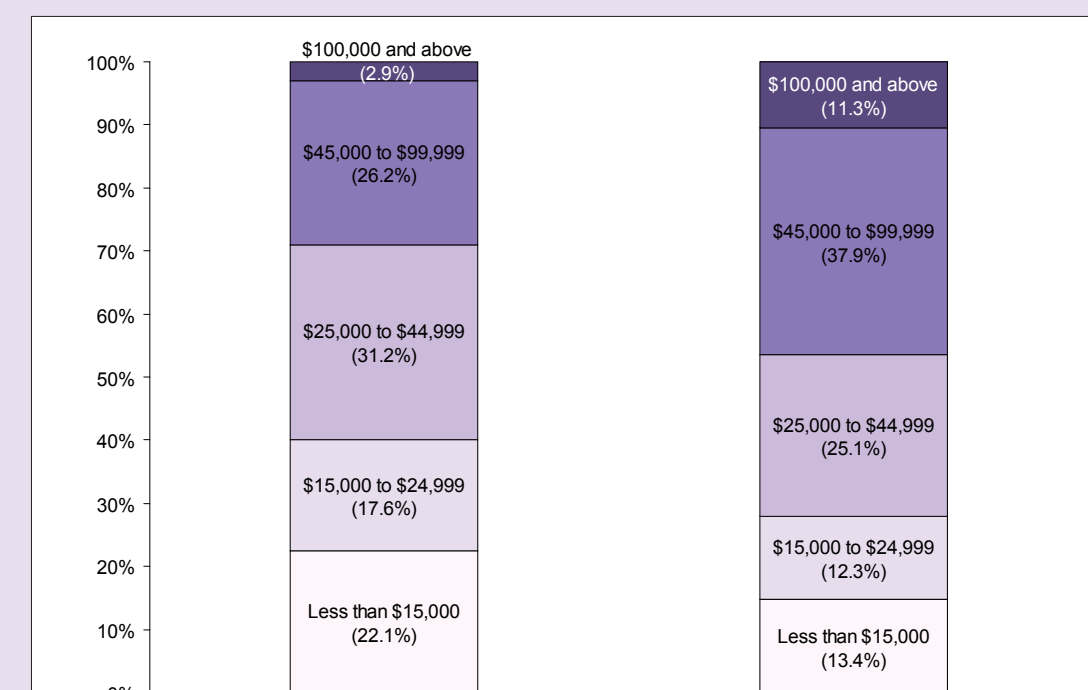 $100,000 and above
(2.9%)
$45,000 to $99,999
(26.2%)
$25,000 to $44,999
(31.2%)
$15,000 to $24,999
(17.6%)
Less than $15,000
(22.1%)
$100,000 and above
(11.3%)
$45,000 to $99,999
(37.9%)
$25,000 to $44,999
(25.1%)
$15,000 to $24,999
(12.3%)
Less than $15,000
(13.4%)
100%
90%
80%
70%
60%
50%
40%
30%
20%
10%
0%